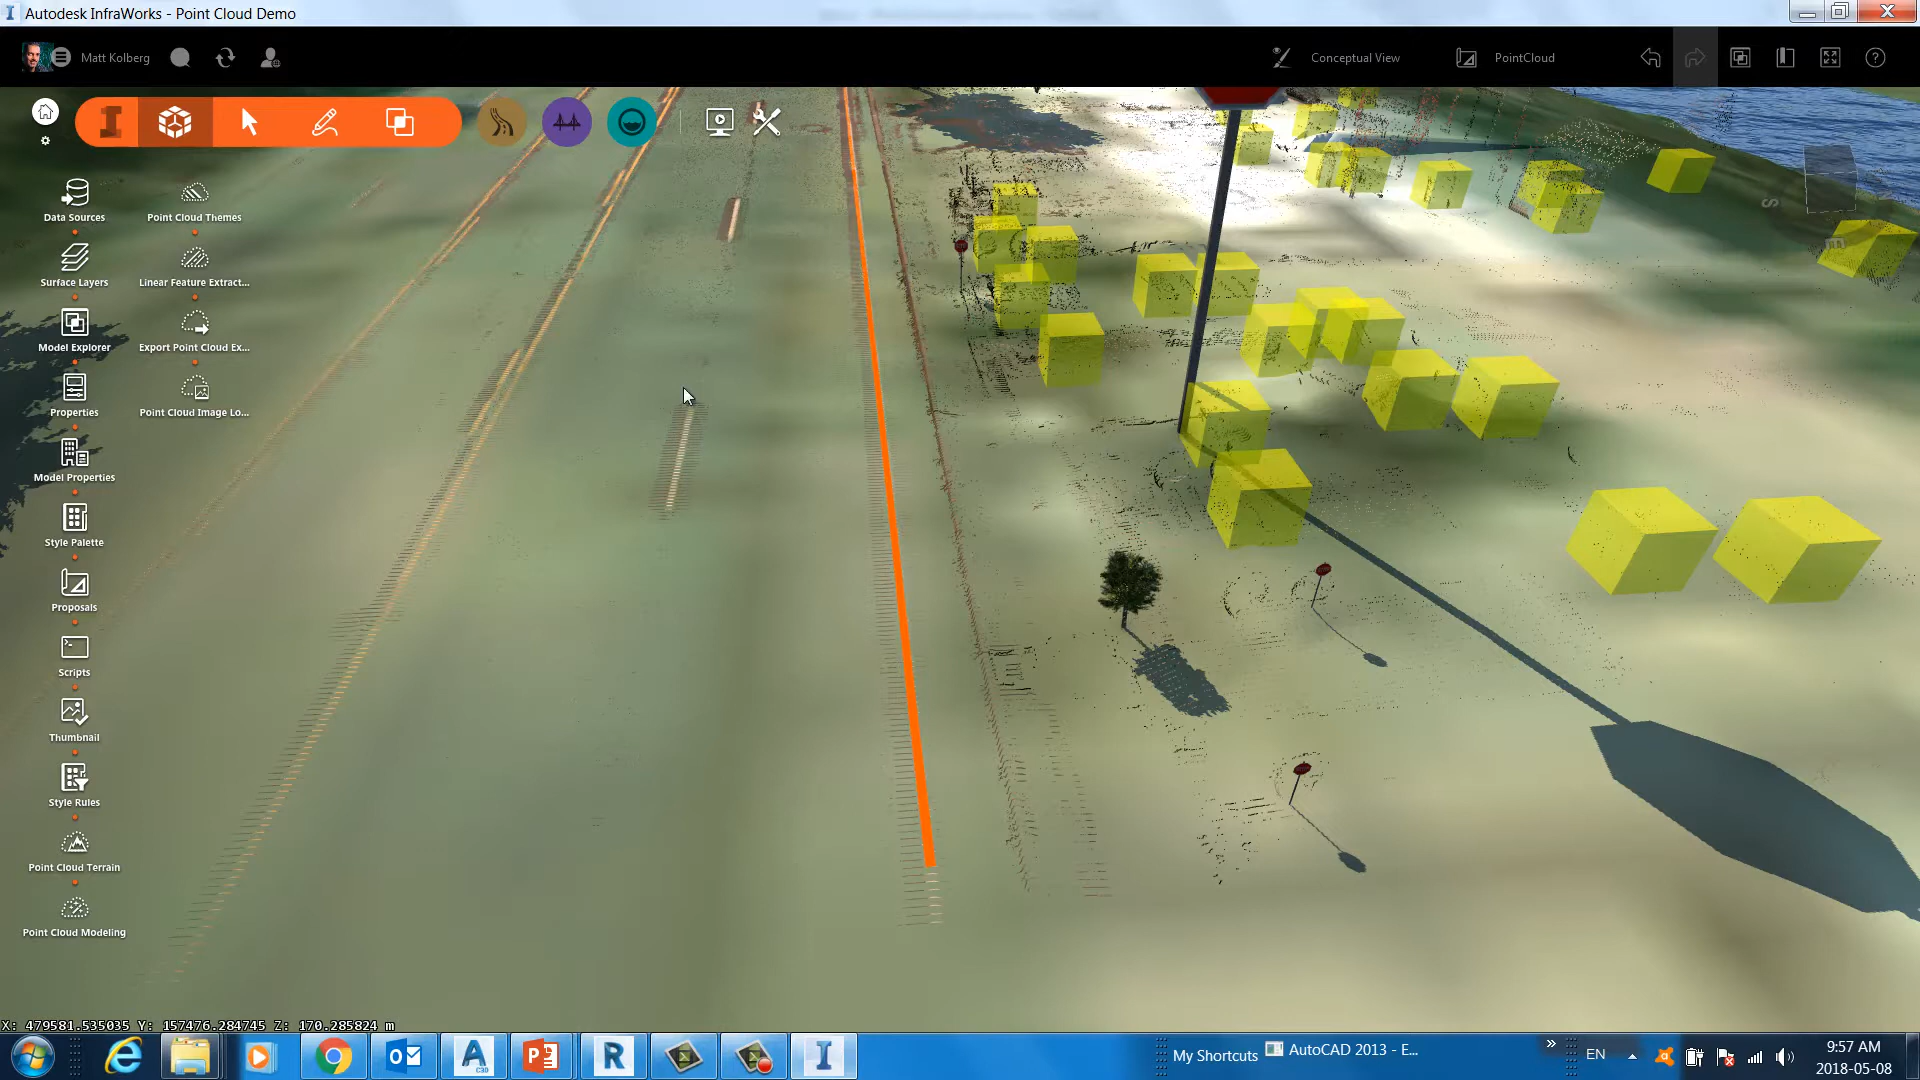 Autodesk InfraWorks - Point Cloud Demo
Matt Kolberg
Conceptual View
PointCloud
Data Sources
Point Cloud Themes
Surface Layers
Linear Feature Extract...
Model Explorer
Export Point Cloud Ex...
Properties
Point Cloud Image Lo...
Model Properties
Style Palette
Proposals
Scripts
Thumbnail
Style Rules
Point Cloud Terrain
Point Cloud Modeling
X: 479581.535035 Y: 157476.284745 Z: 170.285824 m
My Shortcuts
AutoCAD 2013 - E...
EN
9:57 AM
2018-05-08